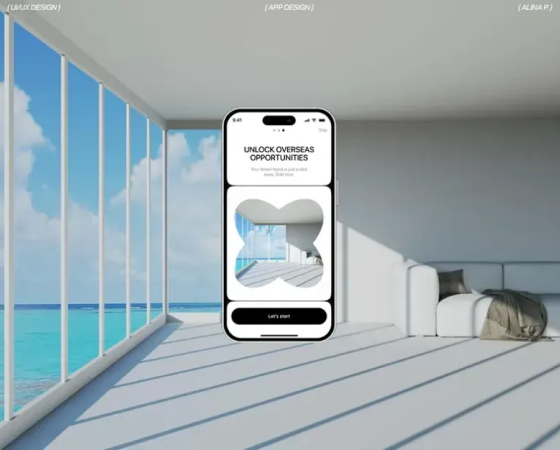 ( UI/UX DESIGN )
( APP DESIGN )
( ALINA P. )
9:41
Skip
UNLOCK OVERSEAS
OPPORTUNITIES
Your dream home is just a click
away. Start now.
Let's start